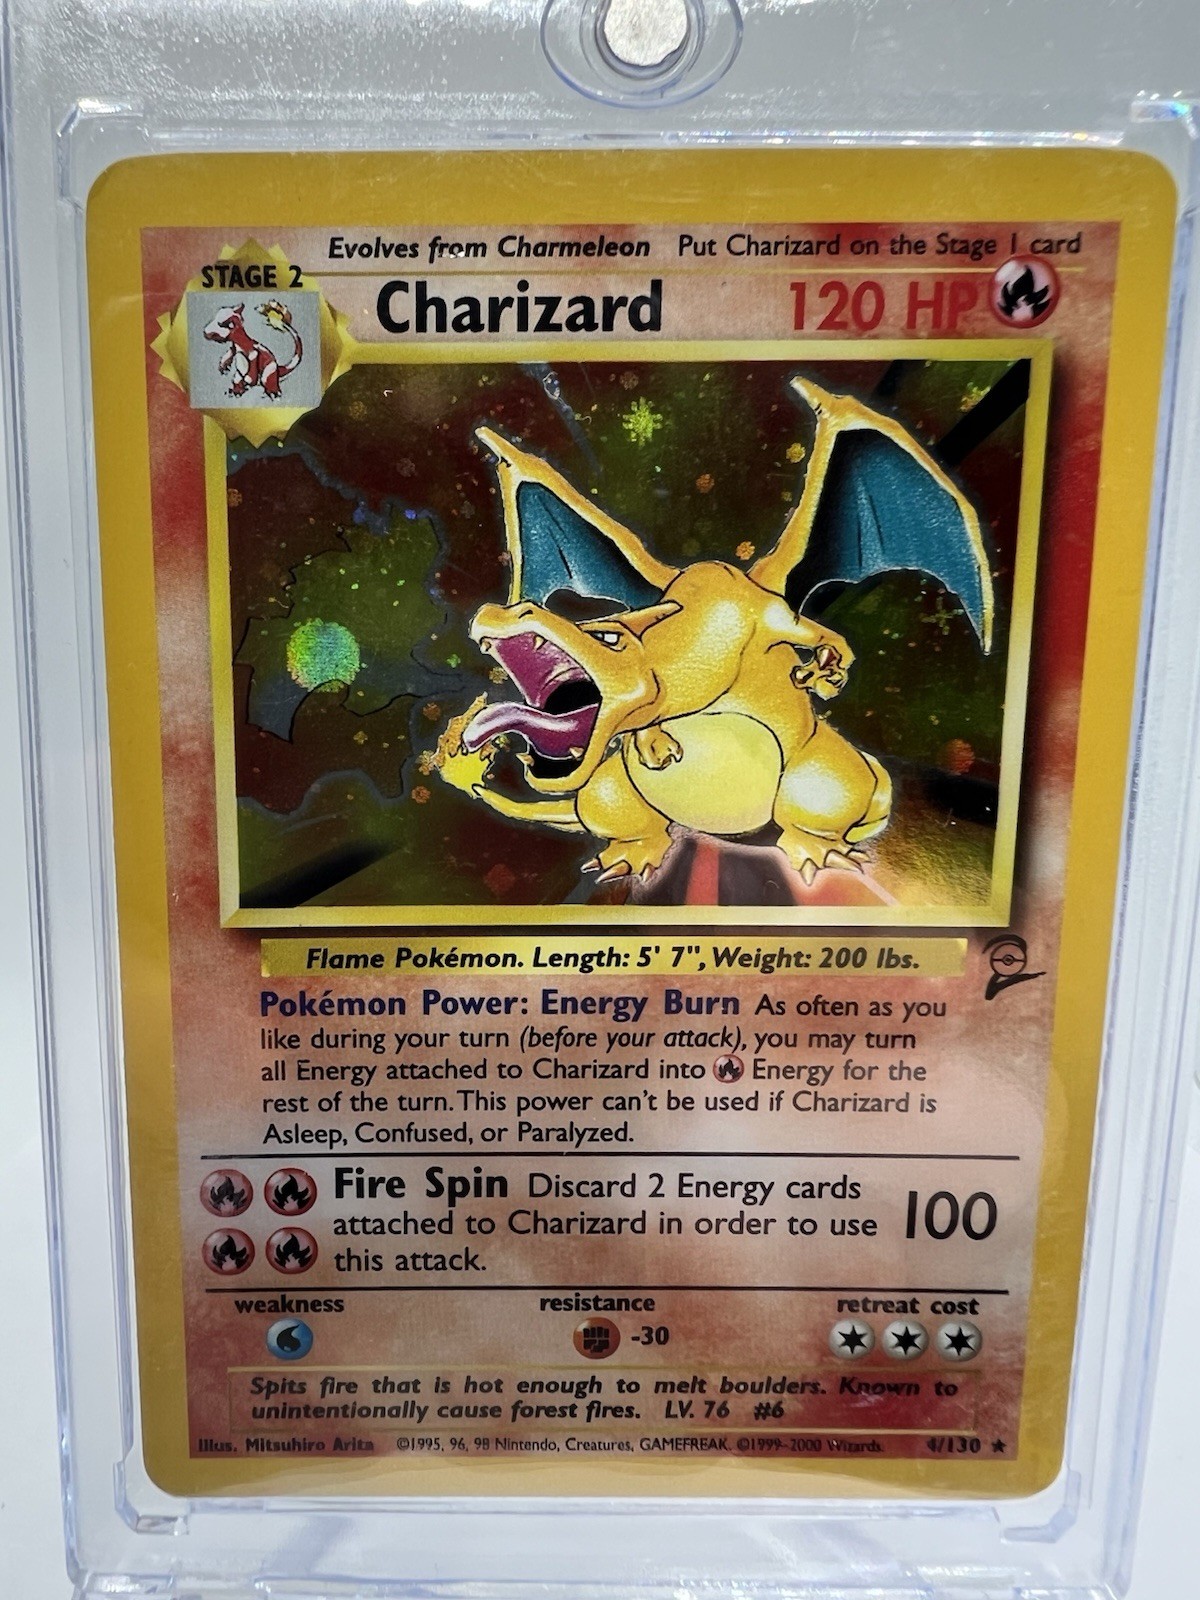 Evolves from Charmeleon Put Charizard on the Stage 1 card
STAGE 2
Charizard 120 HP
Flame Pokémon. Length: 5' 7", Weight: 200 lbs.
Pokémon Power: Energy Burn As often as you
like during your turn (before your attack), you may turn
all Energy attached to Charizard into Energy for the
rest of the turn. This power can't be used if Charizard is
Asleep, Confused, or Paralyzed.
Fire Spin Discard 2 Energy cards
attached to Charizard in order to use 100
this attack.
weakness resistance retreat cost
-30
Spits fire that is hot enough to melt boulders. Known to
unintentionally cause forest fires. LV. 76 #6
Illus. Mitsuhiro Arita ©1995, 96, 98 Nintendo, Creatures, GAMEFREAK. ©1999-2000 Wizards. 4/130 ★